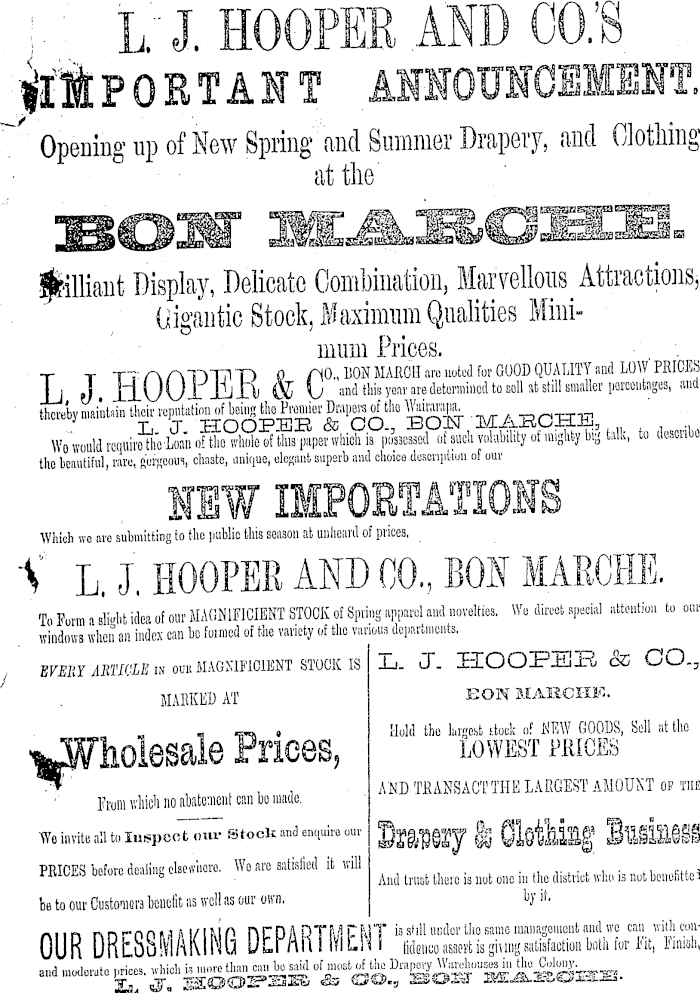 L. J. HOOPER AND CO.'S
IMPORTANT ANNOUNCEMENT.
Opening up of New Spring and Summer Drapery, and Clothing
at the
BON MARCHE.
Brilliant Display, Delicate Combination, Marvellous Attractions,
Gigantic Stock, Maximum Qualities Mini-
mum Prices.
L. J. HOOPER & CO., BON MARCH are noted for GOOD QUALITY and LOW PRICES
and this year are determined to sell at still smaller percentages, and
thereby maintain their reputation of being the Premier Drapers of the Wairarapa.
L. J. HOOPER & CO., BON MARCHE,
We would require the Loan of the whole of this paper which is possessed of such volability of mighty big talk, to describe
the beautiful, rare, gorgeous, chaste, unique, elegant superb and choice description of our
NEW IMPORTATIONS
Which we are submitting to the public this season at unheard of prices.
L. J. HOOPER AND CO., BON MARCHE.
To Form a slight idea of our MAGNIFICIENT STOCK of Spring apparel and novelties. We direct special attention to our
windows when an index can be formed of the variety of the various departments.
EVERY ARTICLE IN OUR MAGNIFICIENT STOCK IS
MARKED AT
Wholesale Prices,
From which no abatement can be made.
We invite all to Inspect our Stock and enquire our
PRICES before dealing elsewhere. We are satisfied it will
be to our Customers benefit as well as our own.
L. J. HOOPER & CO.,
BON MARCHE.
Hold the largest stock of NEW GOODS, Sell at the
LOWEST PRICES
AND TRANSACT THE LARGEST AMOUNT OF THE
Drapery & Clothing Business
And trust there is not one in the district who is not benefitted
by it.
OUR DRESSMAKING DEPARTMENT is still under the same management and we can with con-
fidence assert is giving satisfaction both for Fit, Finish,
and moderate prices, which is more than can be said of most of the Drapery Warehouses in the Colony.
L. J. HOOPER & CO., BON MARCHE.